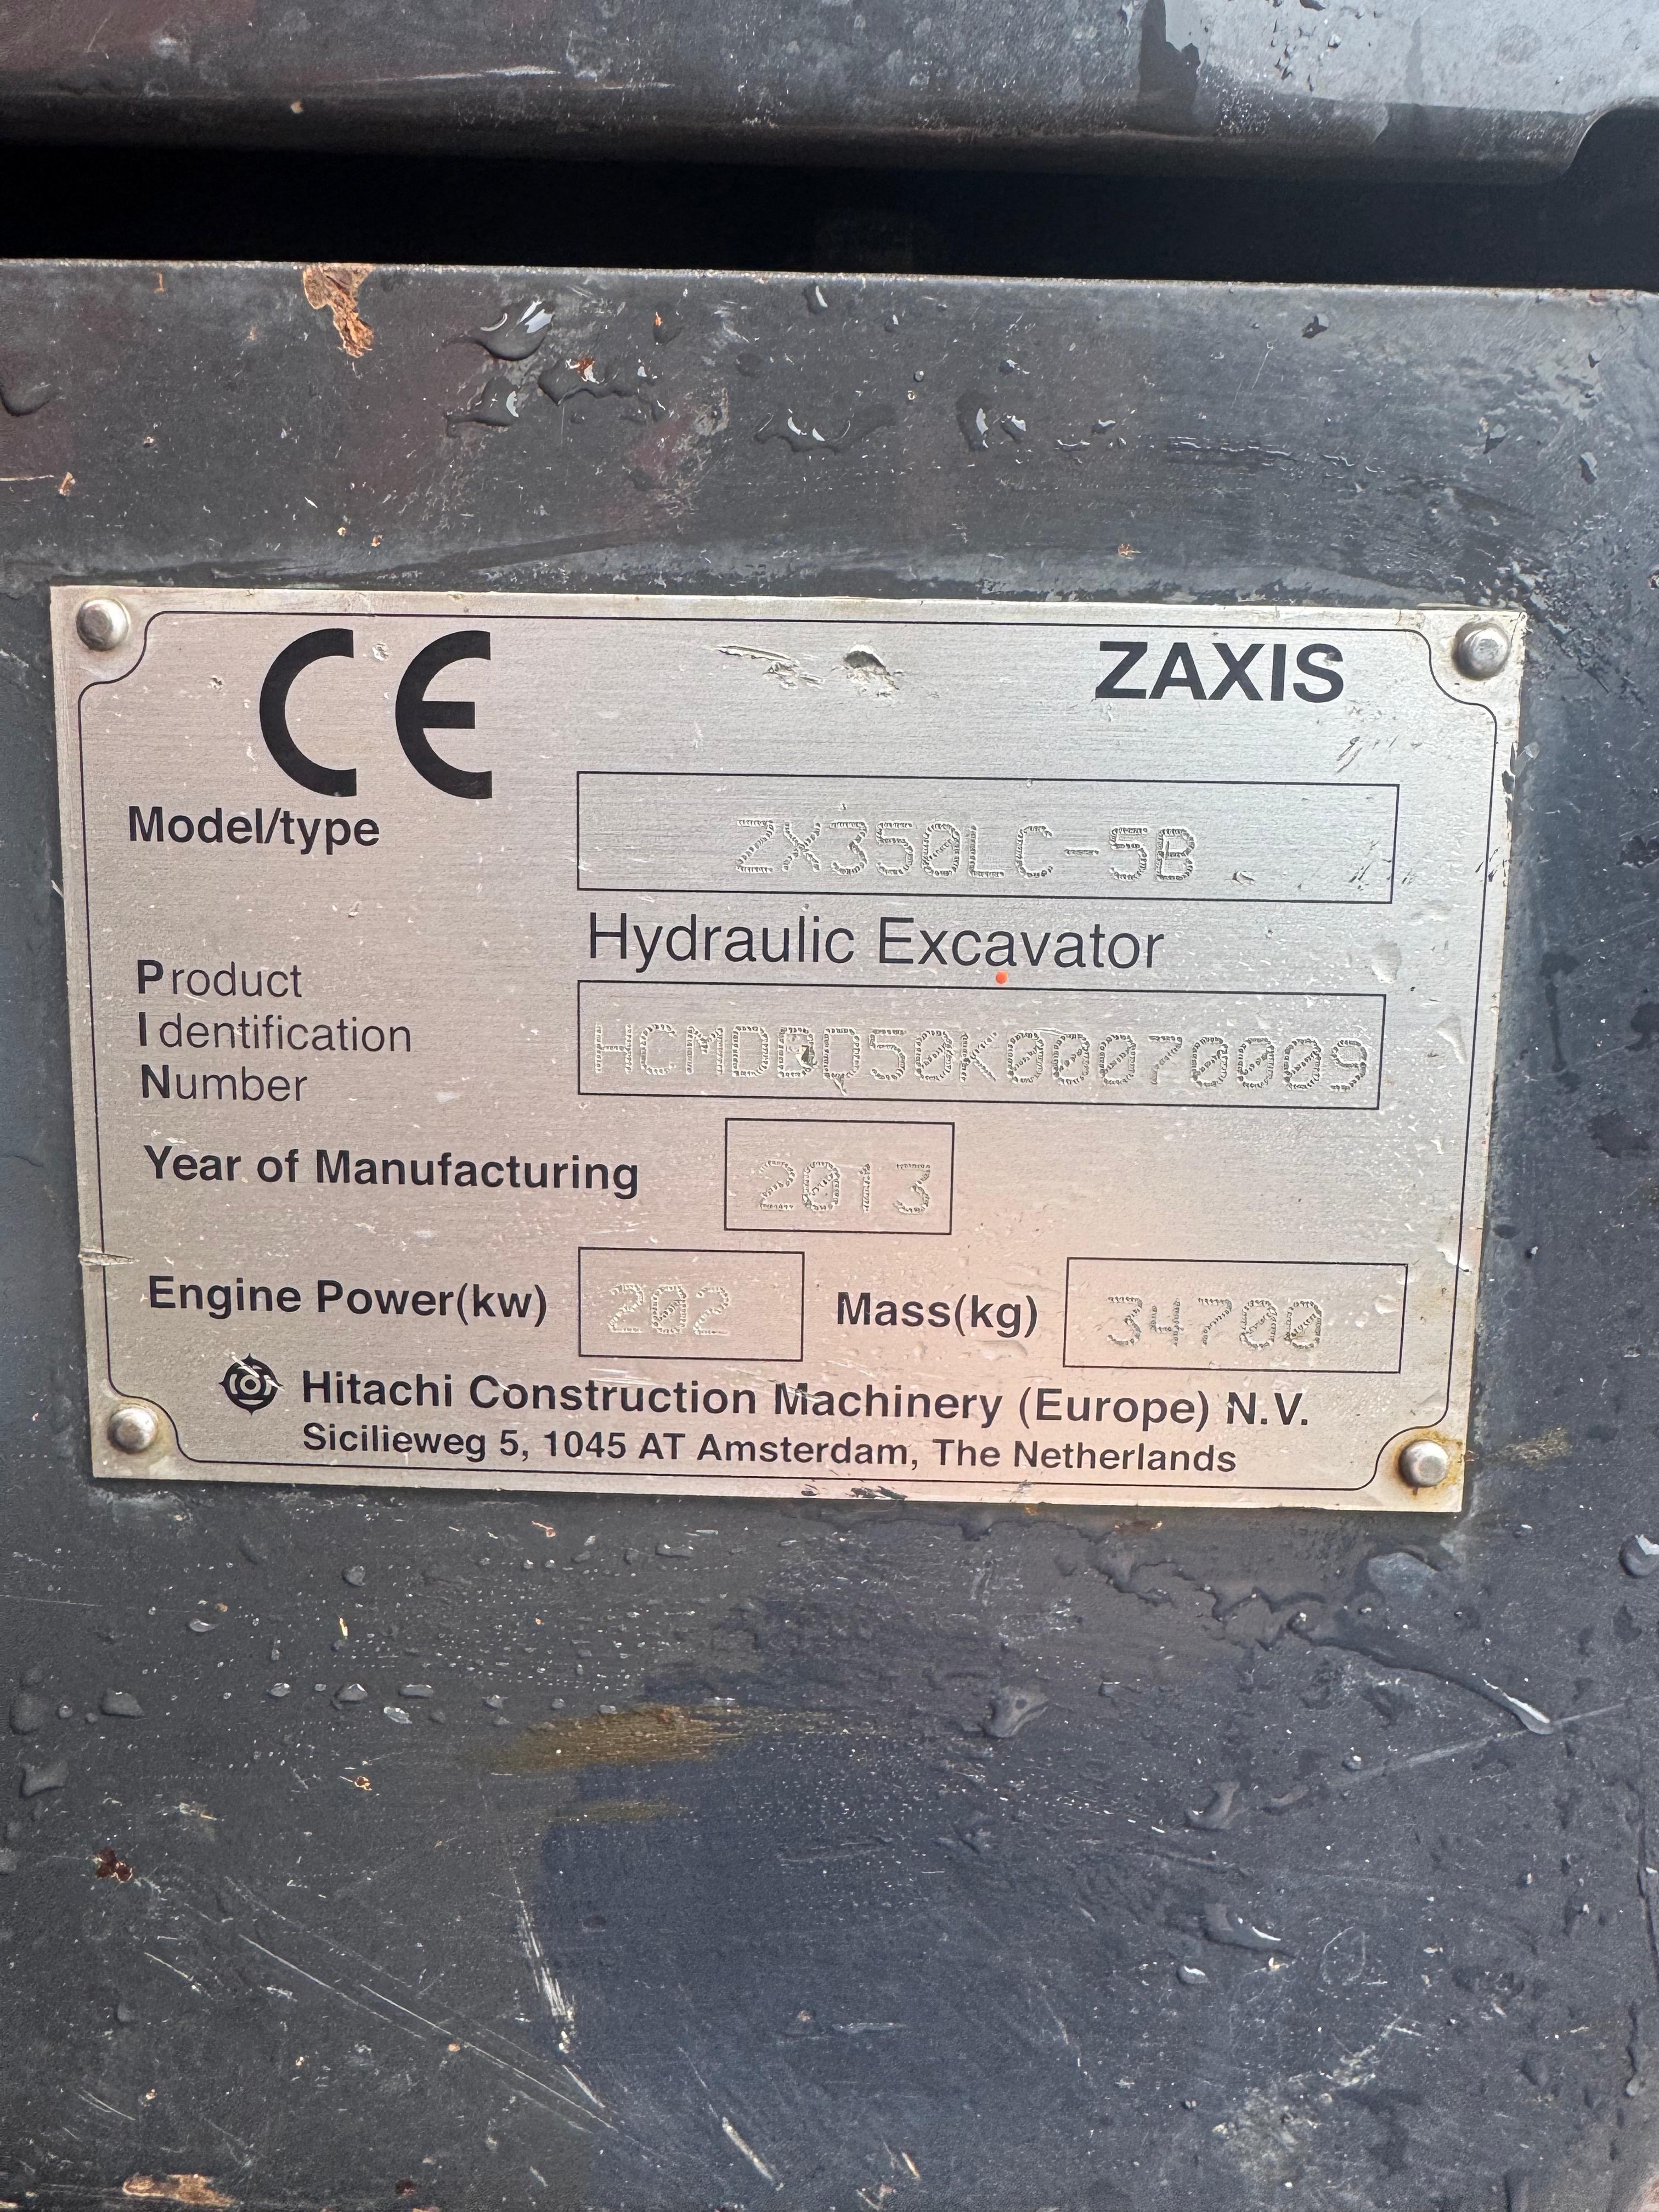 CE
ZAXIS
Model/type ZX350LC-5B
Hydraulic Excavator
Product
Identification
Number
HCMDDQ50K00070009
Year of Manufacturing 2013
Engine Power(kw) 202 Mass(kg) 34700
Hitachi Construction Machinery (Europe) N.V.
Sicilieweg 5, 1045 AT Amsterdam, The Netherlands